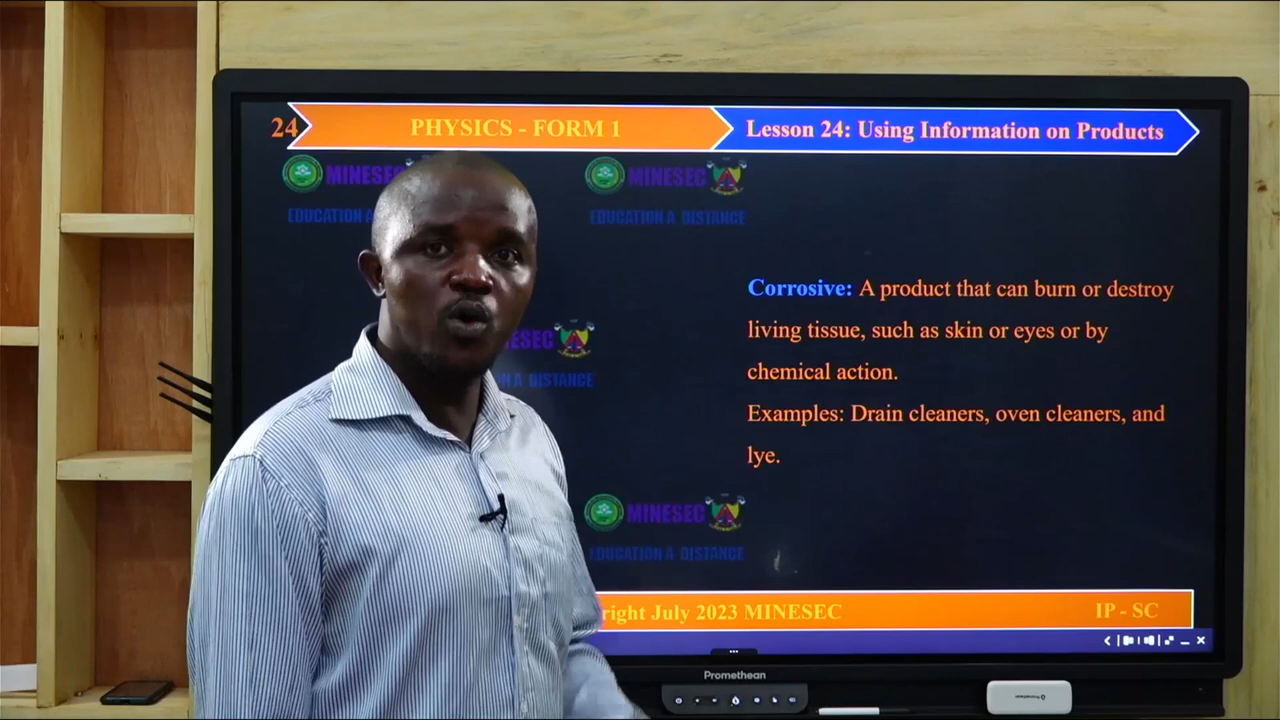 24
PHYSICS - FORM 1
Lesson 24: Using Information on Products
MINESEC
EDUCATION A
MINESEC
EDUCATION A DISTANCE
Corrosive: A product that can burn or destroy
living tissue, such as skin or eyes or by
chemical action.
Examples: Drain cleaners, oven cleaners, and
lye.
ESEC
A DISTANCE
MINESEC
EDUCATION A DISTANCE
right July 2023 MINESEC
IP - SC
Promethean